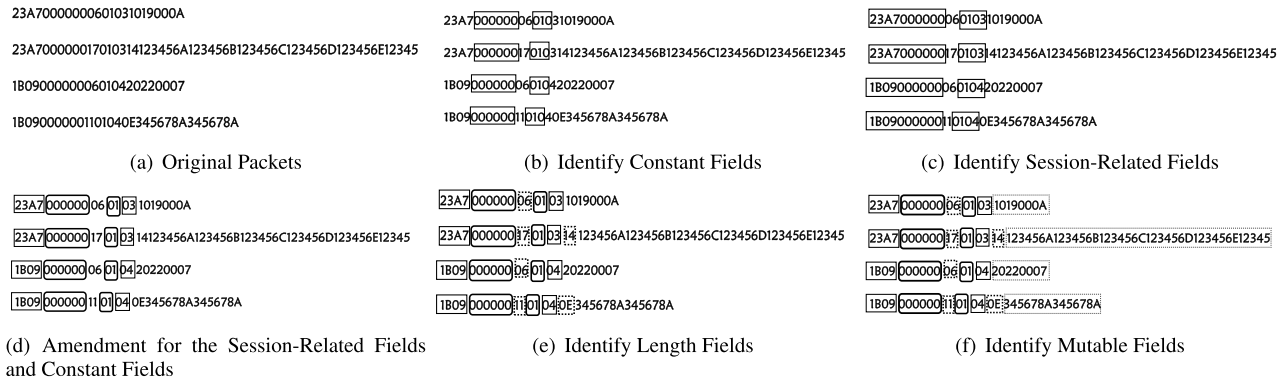 23A70000000601031019000A
23A700000017010314123456A123456B123456C123456D123456E12345
1B0900000006010420220007
1B090000001101040E345678A345678A
(a) Original Packets
23A70000000601031019000A
23A700000017010314123456A123456B123456C123456D123456E12345
1B0900000006010420220007
1B090000001101040E345678A345678A
(b) Identify Constant Fields
23A70000000601031019000A
23A700000017010314123456A123456B123456C123456D123456E12345
1B0900000006010420220007
1B090000001101040E345678A345678A
(c) Identify Session-Related Fields
23A7 000000 06 01 03 1019000A
23A7 000000 17 01 03 14123456A123456B123456C123456D123456E12345
1B09 000000 06 01 04 20220007
1B09 000000 11 01 04 0E345678A345678A
(d) Amendment for the Session-Related Fields
and Constant Fields
23A7 000000 06 01 03 1019000A
23A7 000000 17 01 03 14 123456A123456B123456C123456D123456E12345
1B09 000000 06 01 04 20220007
1B09 000000 11 01 04 0E 345678A345678A
(e) Identify Length Fields
23A7 000000 06 01 03 1019000A
23A7 000000 17 01 03 14 123456A123456B123456C123456D123456E12345
1B09 000000 06 01 04 20220007
1B09 000000 11 01 04 0E 345678A345678A
(f) Identify Mutable Fields